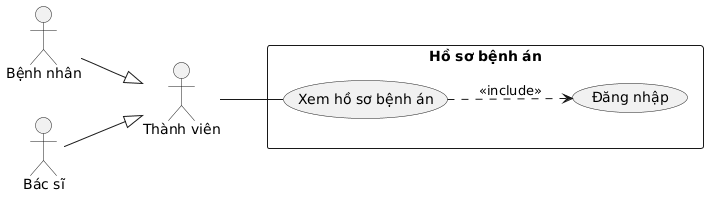 Bệnh nhân
Bác sĩ
Thành viên
Hồ sơ bệnh án
Xem hồ sơ bệnh án
«include»
Đăng nhập